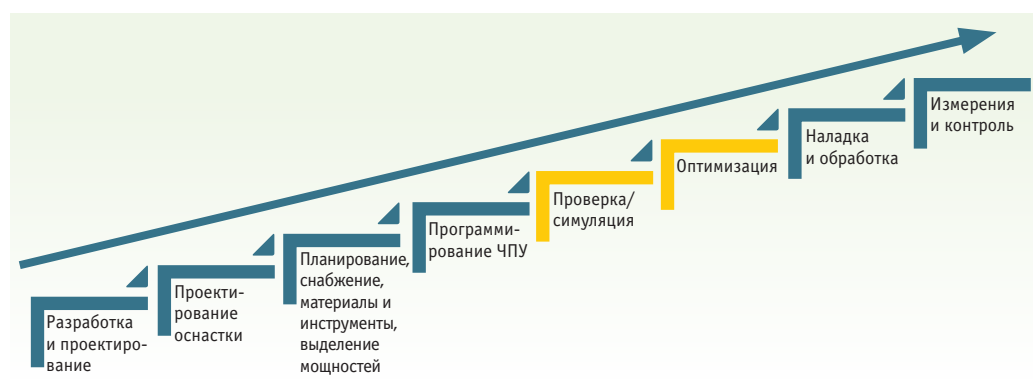 Разработка
и проектиро-
вание
Проекти-
рование
оснастки
Планирование,
снабжение,
материалы и
инструменты,
выделение
мощностей
Программи-
рование ЧПУ
Проверка/
симуляция
Оптимизация
Наладка
и обработка
Измерения
и контроль